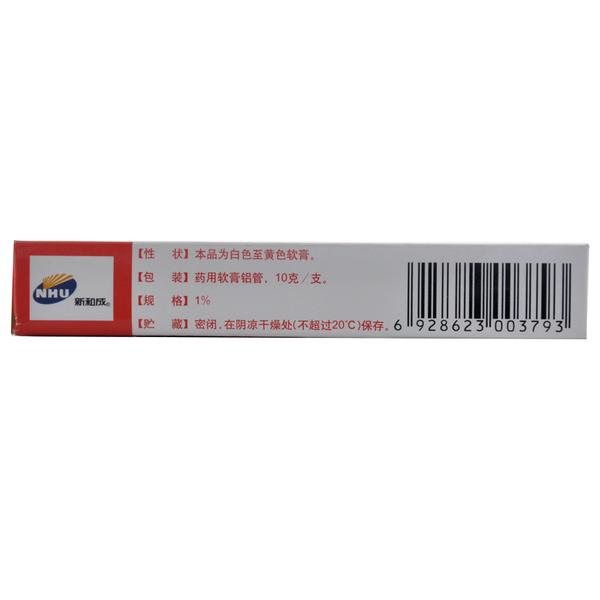 NHU
新和成®
【性 状】本品为白色至黄色软膏。
【包 装】药用软膏铝管，10克／支。
【规 格】1%
【贮 藏】密闭，在阴凉干燥处(不超过20℃)保存。
6 928623 003793